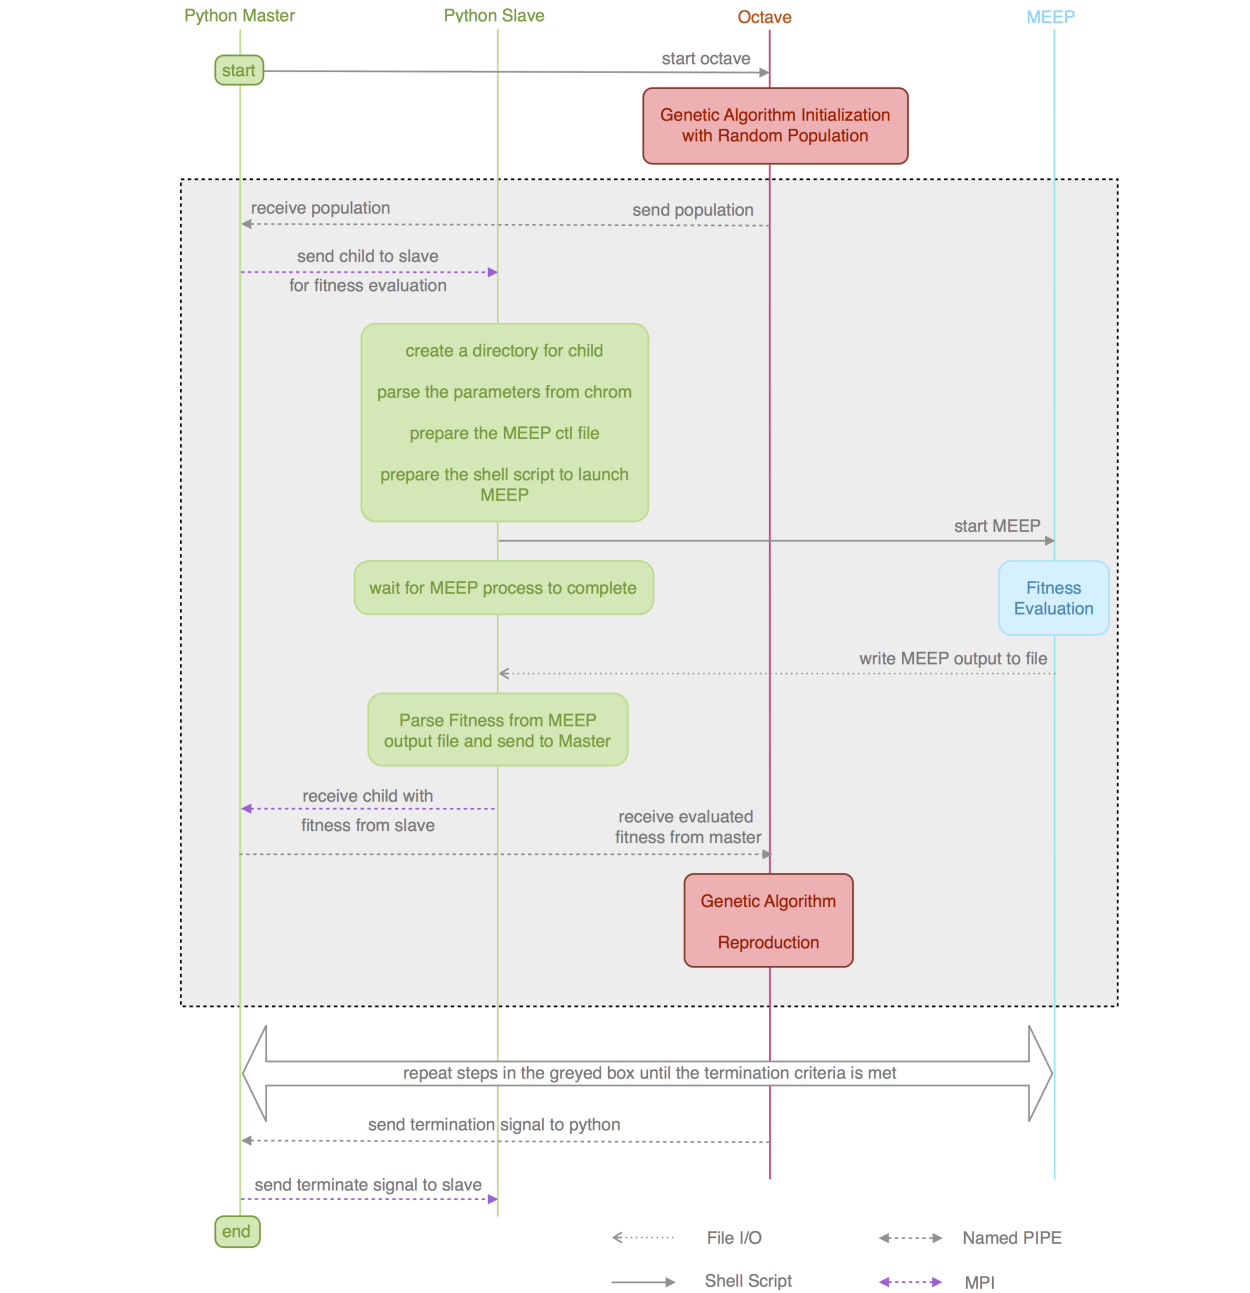 Python Master
Python Slave
Octave
MEEP
start
start octave
Genetic Algorithm Initialization
with Random Population
receive population
send population
send child to slave
for fitness evaluation
create a directory for child
parse the parameters from chrom
prepare the MEEP ctl file
prepare the shell script to launch
MEEP
start MEEP
wait for MEEP process to complete
Fitness
Evaluation
write MEEP output to file
Parse Fitness from MEEP
output file and send to Master
receive child with
fitness from slave
receive evaluated
fitness from master
Genetic Algorithm
Reproduction
repeat steps in the greyed box until the termination criteria is met
send termination signal to python
send terminate signal to slave
end
File I/O
Named PIPE
Shell Script
MPI